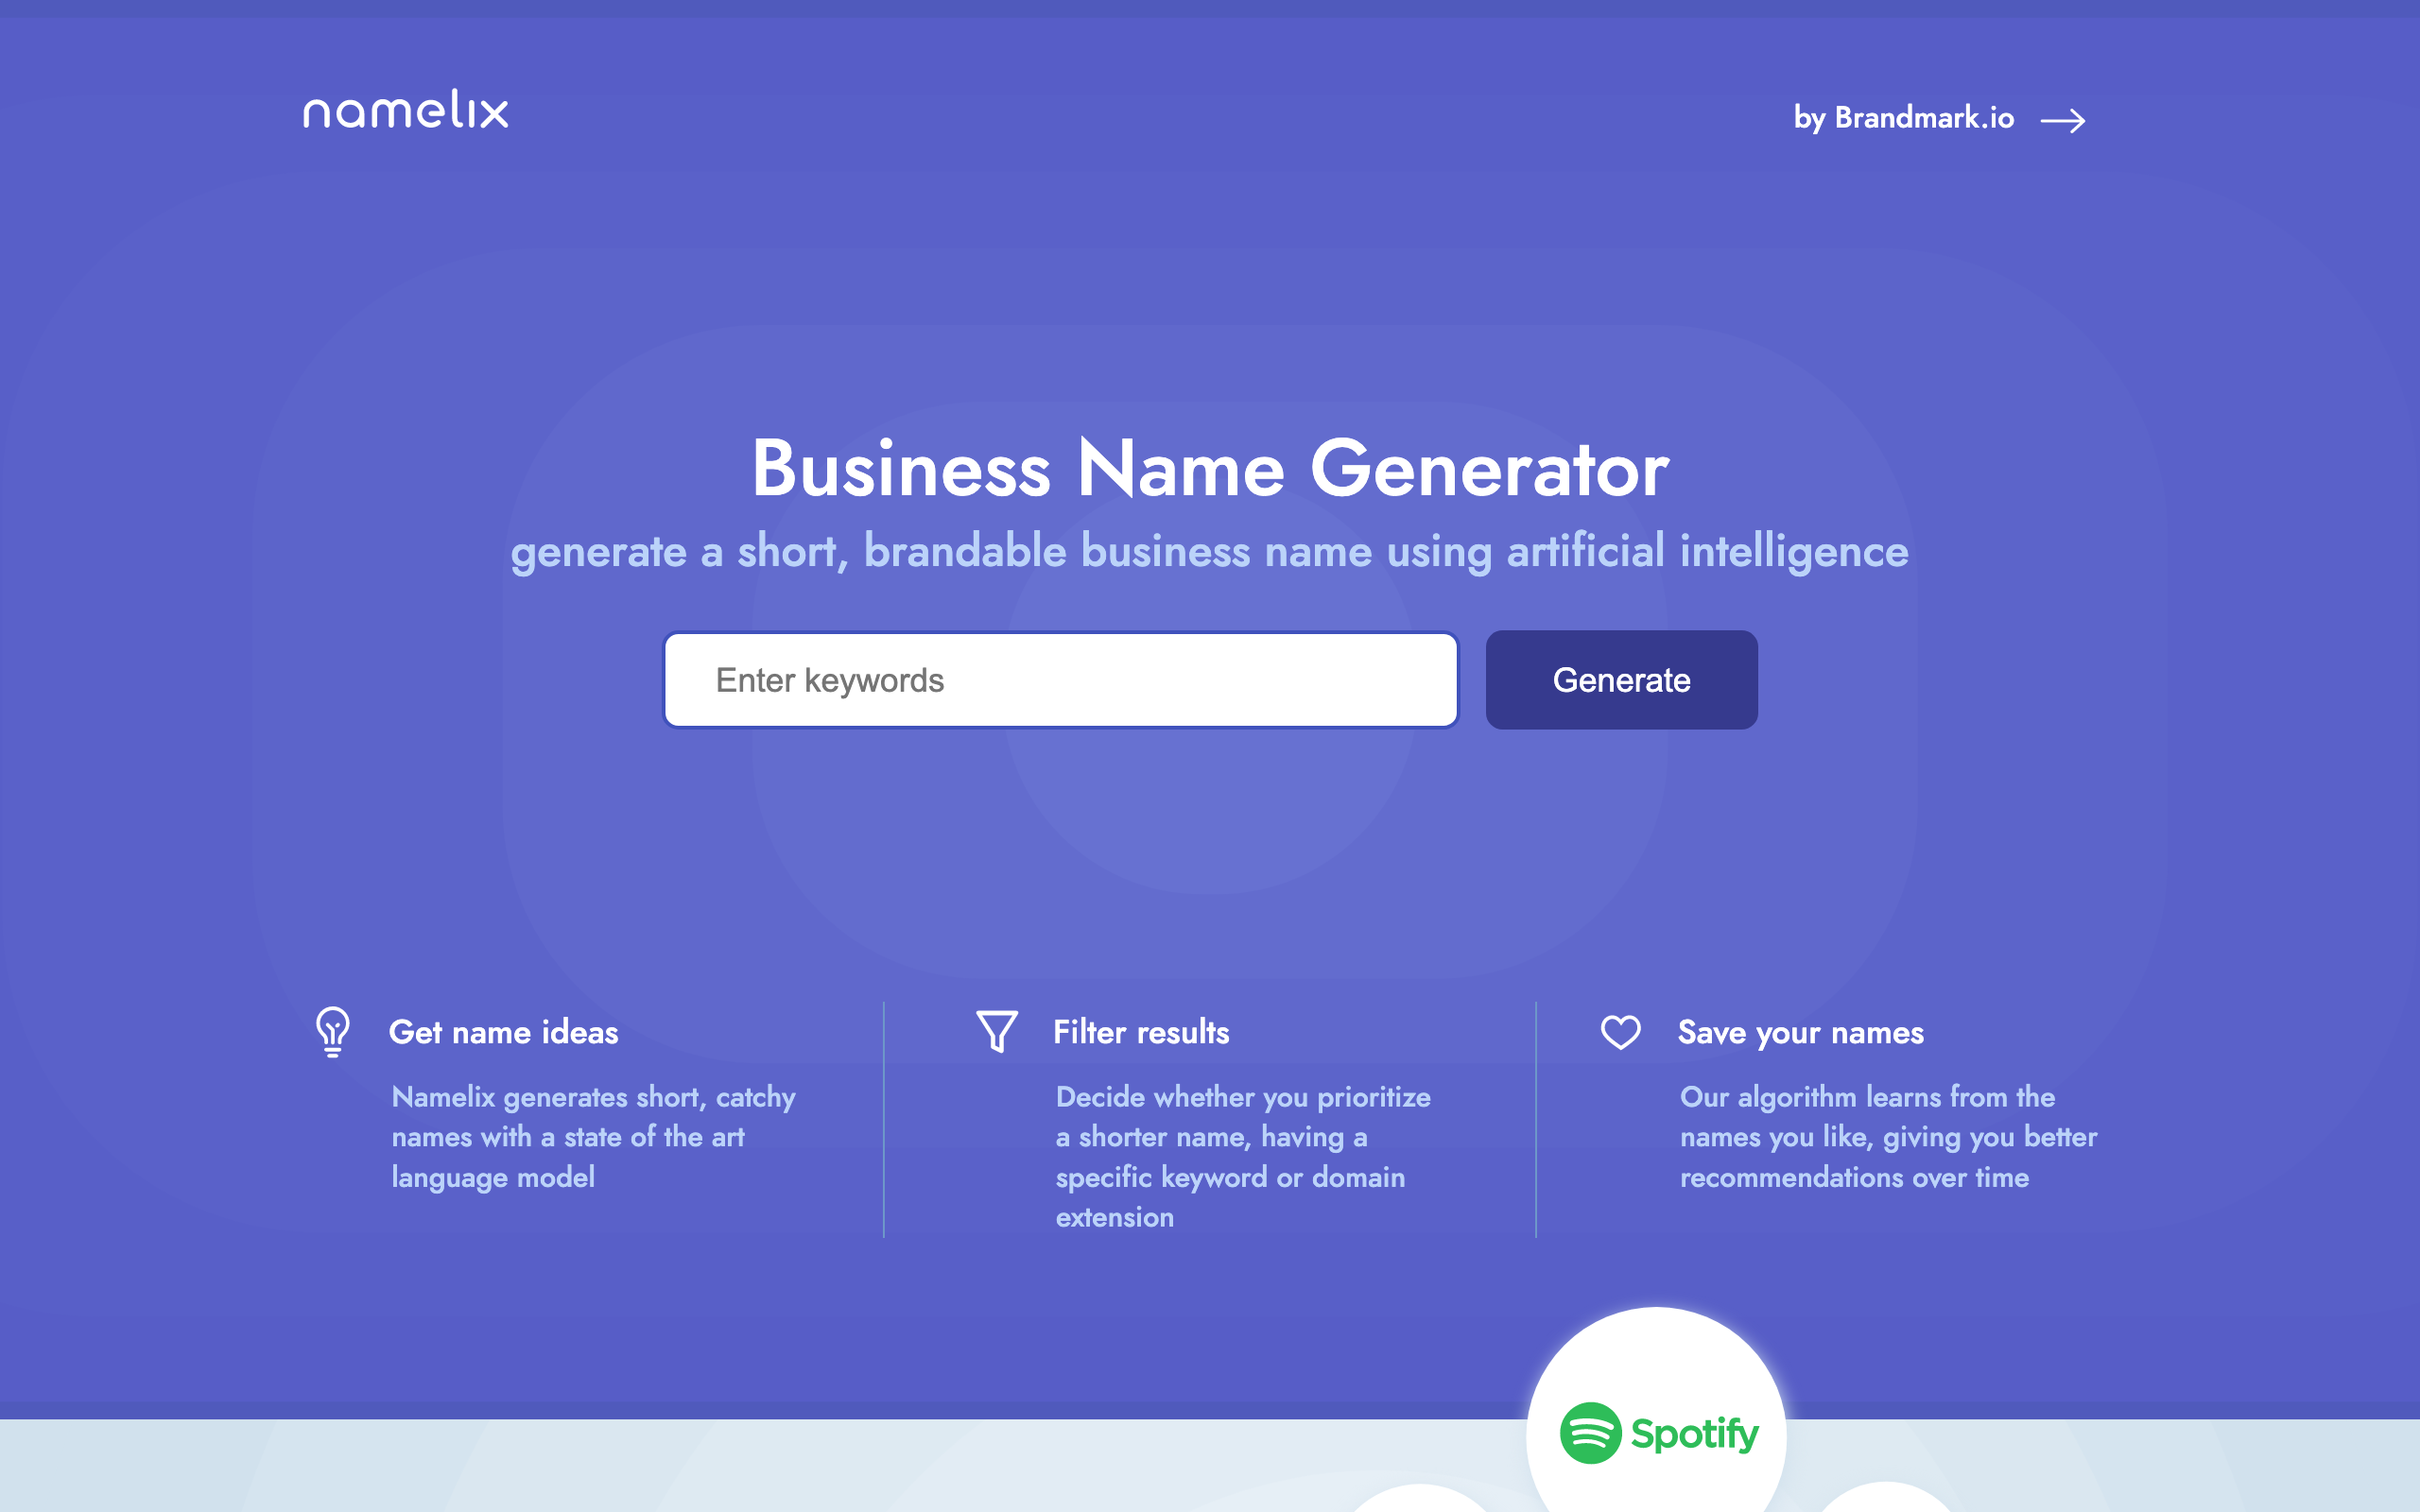 namelix
by Brandmark.io
Business Name Generator
generate a short, brandable business name using artificial intelligence
Enter keywords
Generate
Get name ideas
Namelix generates short, catchy
names with a state of the art
language model
Filter results
Decide whether you prioritize
a shorter name, having a
specific keyword or domain
extension
Save your names
Our algorithm learns from the
names you like, giving you better
recommendations over time
Spotify